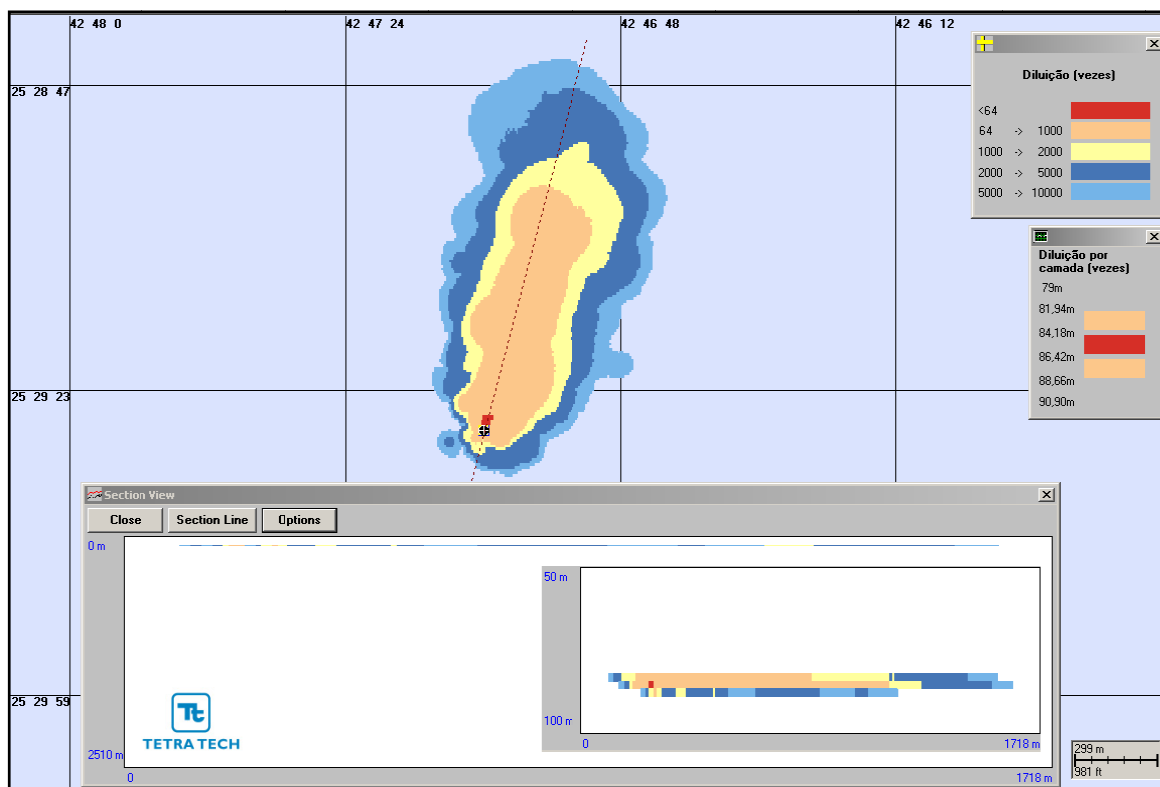 42 48 0
42 47 24
42 46 48
42 46 12
25 28 47
25 29 23
25 29 59
Diluição (vezes)
<64
64 -> 1000
1000 -> 2000
2000 -> 5000
5000 -> 10000
Diluição por
camada (vezes)
79m
81,94m
84,18m
86,42m
88,66m
90,90m
Section View
Close
Section Line
Options
0 m
2510 m
0
1718 m
50 m
100 m
0
1718 m
Tt
TETRA TECH
299 m
981 ft